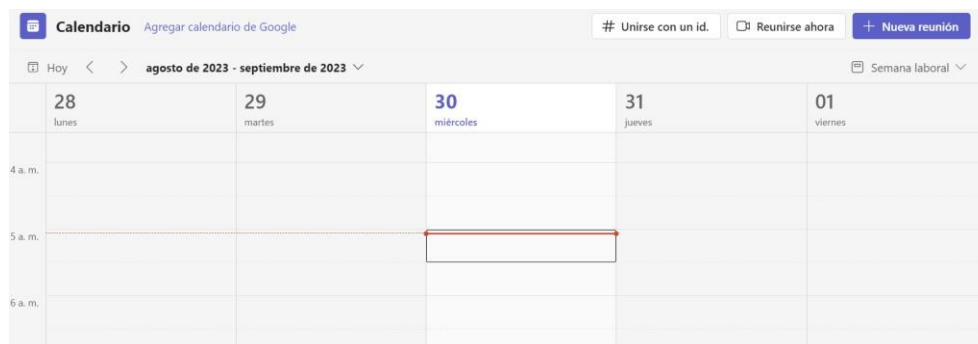 Calendario Agregar calendario de Google # Unirse con un id. Reunirse ahora + Nueva reunión
Hoy < > agosto de 2023 - septiembre de 2023 Semana laboral
28 29 30 31 01
lunes martes miércoles jueves viernes
4 a. m.
5 a. m.
6 a. m.